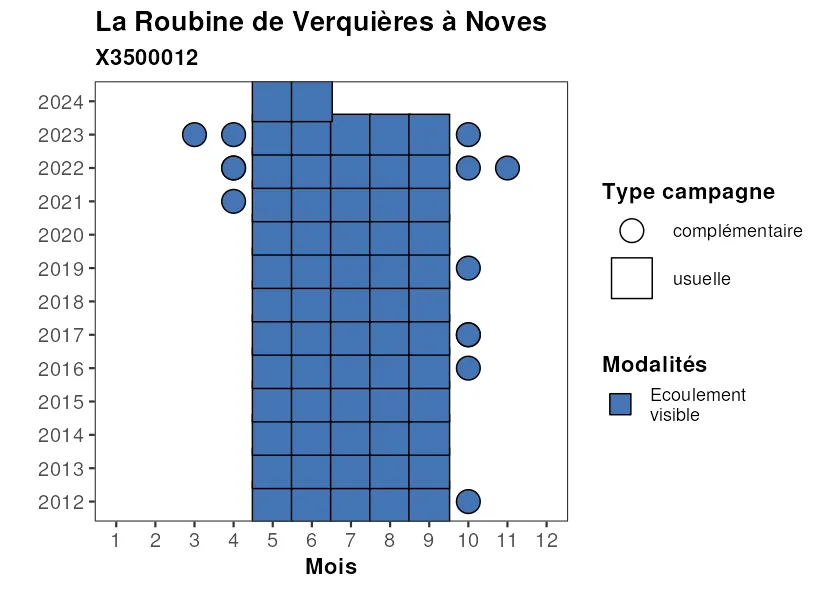 La Roubine de Verquières à Noves
X3500012
2024
2023
2022
2021
2020
2019
2018
2017
2016
2015
2014
2013
2012
1 2 3 4 5 6 7 8 9 10 11 12
Mois
Type campagne
complémentaire
usuelle
Modalités
Ecoulement
visible